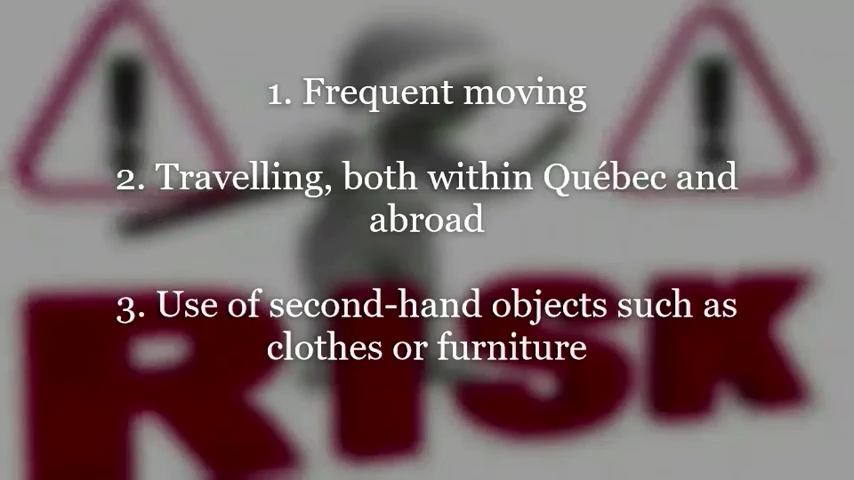 1. Frequent moving
2. Travelling, both within Québec and
abroad
3. Use of second-hand objects such as
clothes or furniture
RISK